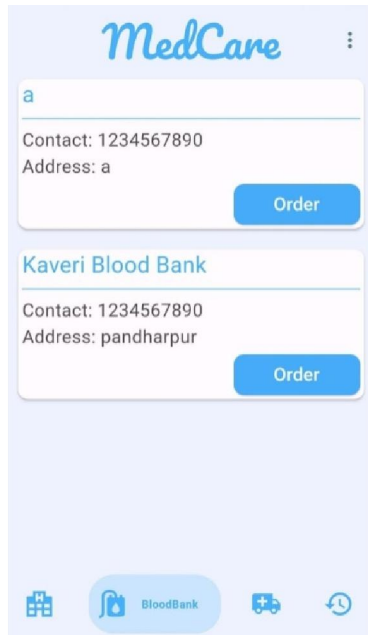 MedCare
a
Contact: 1234567890
Address: a
Order
Kaveri Blood Bank
Contact: 1234567890
Address: pandharpur
Order
BloodBank